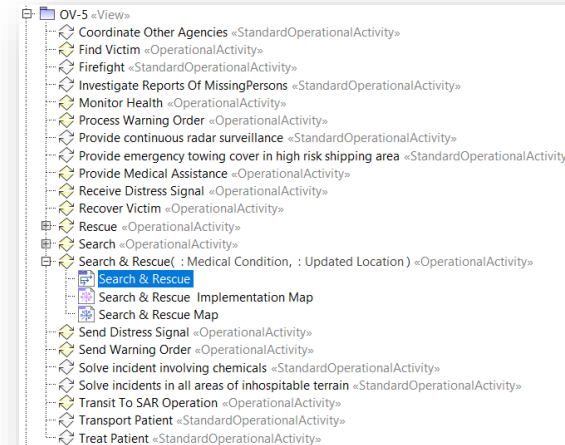 OV-5 «View»
Coordinate Other Agencies «StandardOperationalActivity»
Find Victim «OperationalActivity»
Firefight «StandardOperationalActivity»
Investigate Reports Of MissingPersons «StandardOperationalActivity»
Monitor Health «OperationalActivity»
Process Warning Order «OperationalActivity»
Provide continuous radar surveillance «StandardOperationalActivity»
Provide emergency towing cover in high risk shipping area «StandardOperationalActivity
Provide Medical Assistance «OperationalActivity»
Receive Distress Signal «OperationalActivity»
Recover Victim «OperationalActivity»
Rescue «OperationalActivity»
Search «OperationalActivity»
Search & Rescue( : Medical Condition, : Updated Location ) «OperationalActivity»
Search & Rescue
Search & Rescue Implementation Map
Search & Rescue Map
Send Distress Signal «OperationalActivity»
Send Warning Order «OperationalActivity»
Solve incident involving chemicals «StandardOperationalActivity»
Solve incidents in all areas of inhospitable terrain «StandardOperationalActivity»
Transit To SAR Operation «OperationalActivity»
Transport Patient «StandardOperationalActivity»
Treat Patient «StandardOperationalActivity»